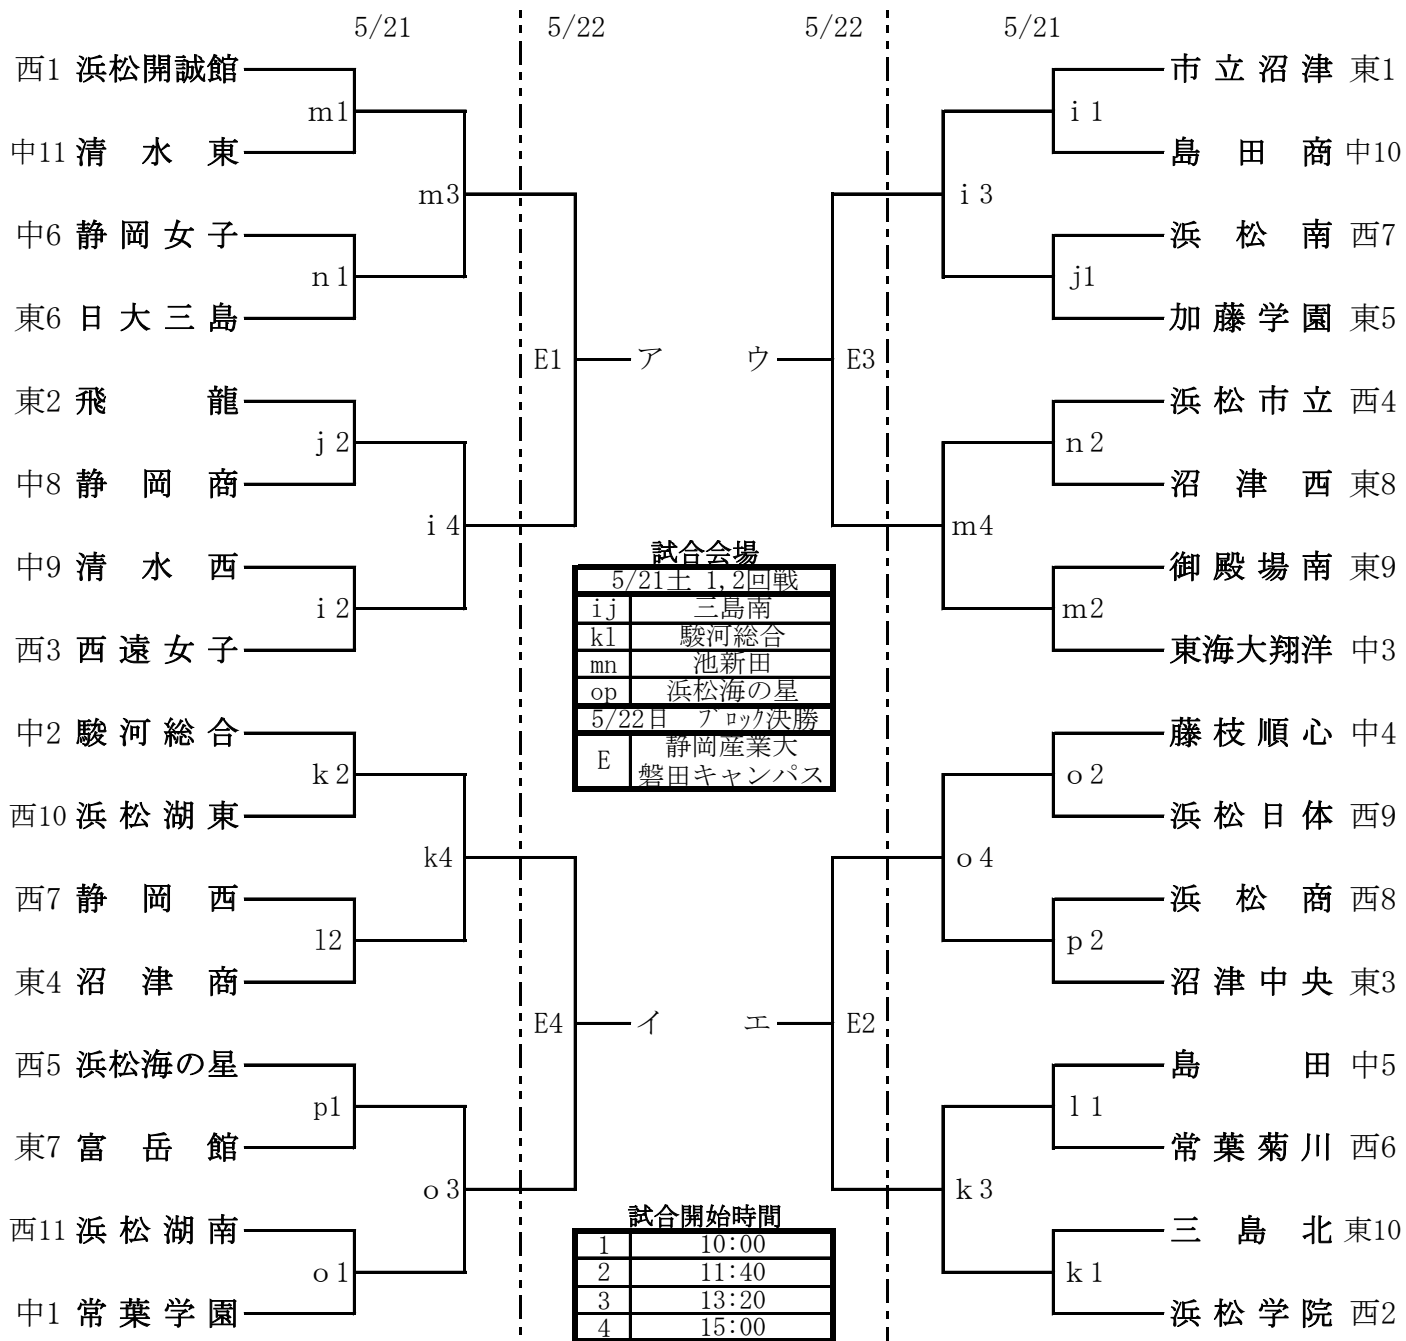 5/21 5/22 5/22 5/21
西1 浜松開誠館 市立沼津 東1
m1 i1
中11 清水東 島田商 中10
m3 i3
中6 静岡女子 浜松南 西7
n1 j1
東6 日大三島 加藤学園 東5
E1 ア ウ E3
東2 飛龍 浜松市立 西4
j2 n2
中8 静岡商 沼津西 東8
i4 m4
試合会場
中9 清水西 御殿場南 東9
5/21土 1,2回戦
i2 m2
ij 三島南
kl 駿河総合
西3 西遠女子 東海大翔洋 中3
mn 池新田
op 浜松海の星
5/22日 ブロック決勝
中2 駿河総合 藤枝順心 中4
E 静岡産業大
磐田キャンパス
k2 o2
西10 浜松湖東 浜松日体 西9
k4 o4
西7 静岡西 浜松商 西8
l2 p2
東4 沼津商 沼津中央 東3
E4 イ エ E2
西5 浜松海の星 島田 中5
p1 l1
東7 富岳館 常葉菊川 西6
o3 k3
試合開始時間
西11 浜松湖南 三島北 東10
1 10:00
2 11:40
o1 k1
3 13:20
中1 常葉学園 浜松学院 西2
4 15:00